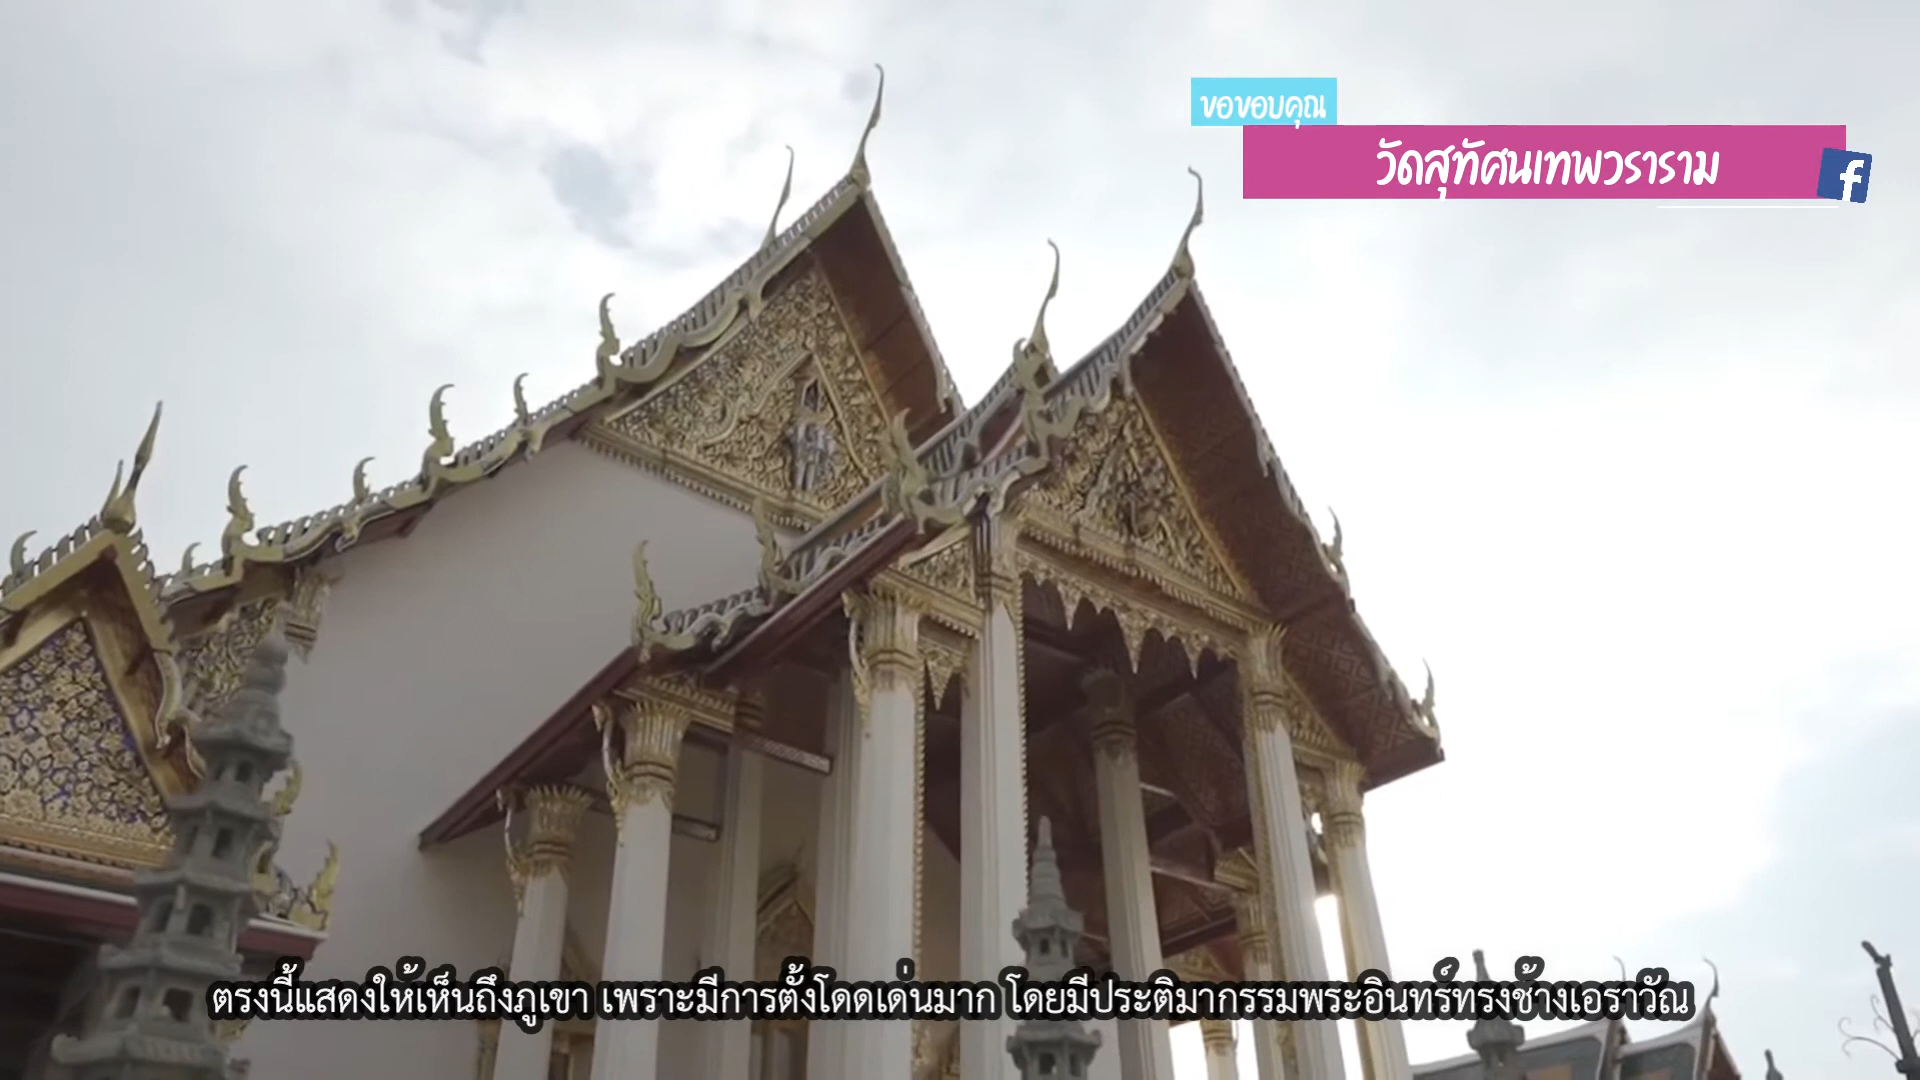 ขอขอบคุณ
วัดสุทัศนเทพวราราม
f
ตรงนี้แสดงให้เห็นถึงภูเขา เพราะมีการตั้งโดดเด่นมาก โดยมีประติมากรรมพระอินทร์ทรงช้างเอราวัณ